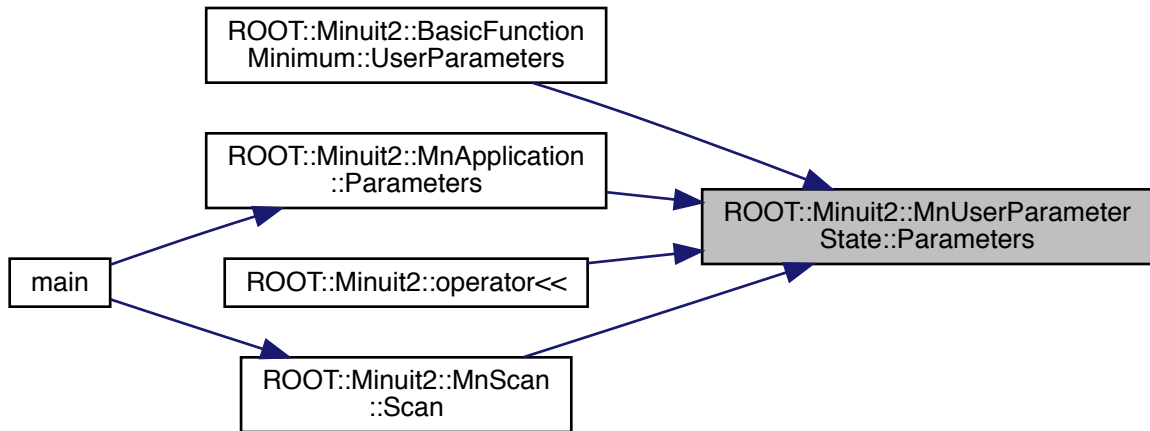 ROOT::Minuit2::BasicFunction
Minimum::UserParameters
ROOT::Minuit2::MnApplication
::Parameters
ROOT::Minuit2::MnUserParameter
State::Parameters
main
ROOT::Minuit2::operator<<
ROOT::Minuit2::MnScan
::Scan